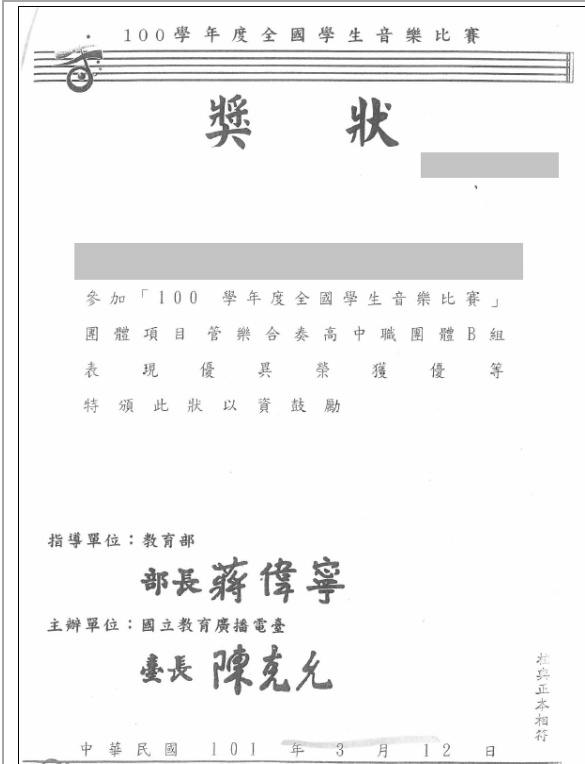 100學年度全國學生音樂比賽
獎 狀
參加「100 學年度全國學生音樂比賽」
團體項目管樂合奏高中職團體B組
表現優異榮獲優等
特頒此狀以資鼓勵
指導單位：教育部
部長 蔣偉寧
主辦單位：國立教育廣播電臺
臺長 陳克允
與正本相符
中華民國 101 年 3 月 12 日